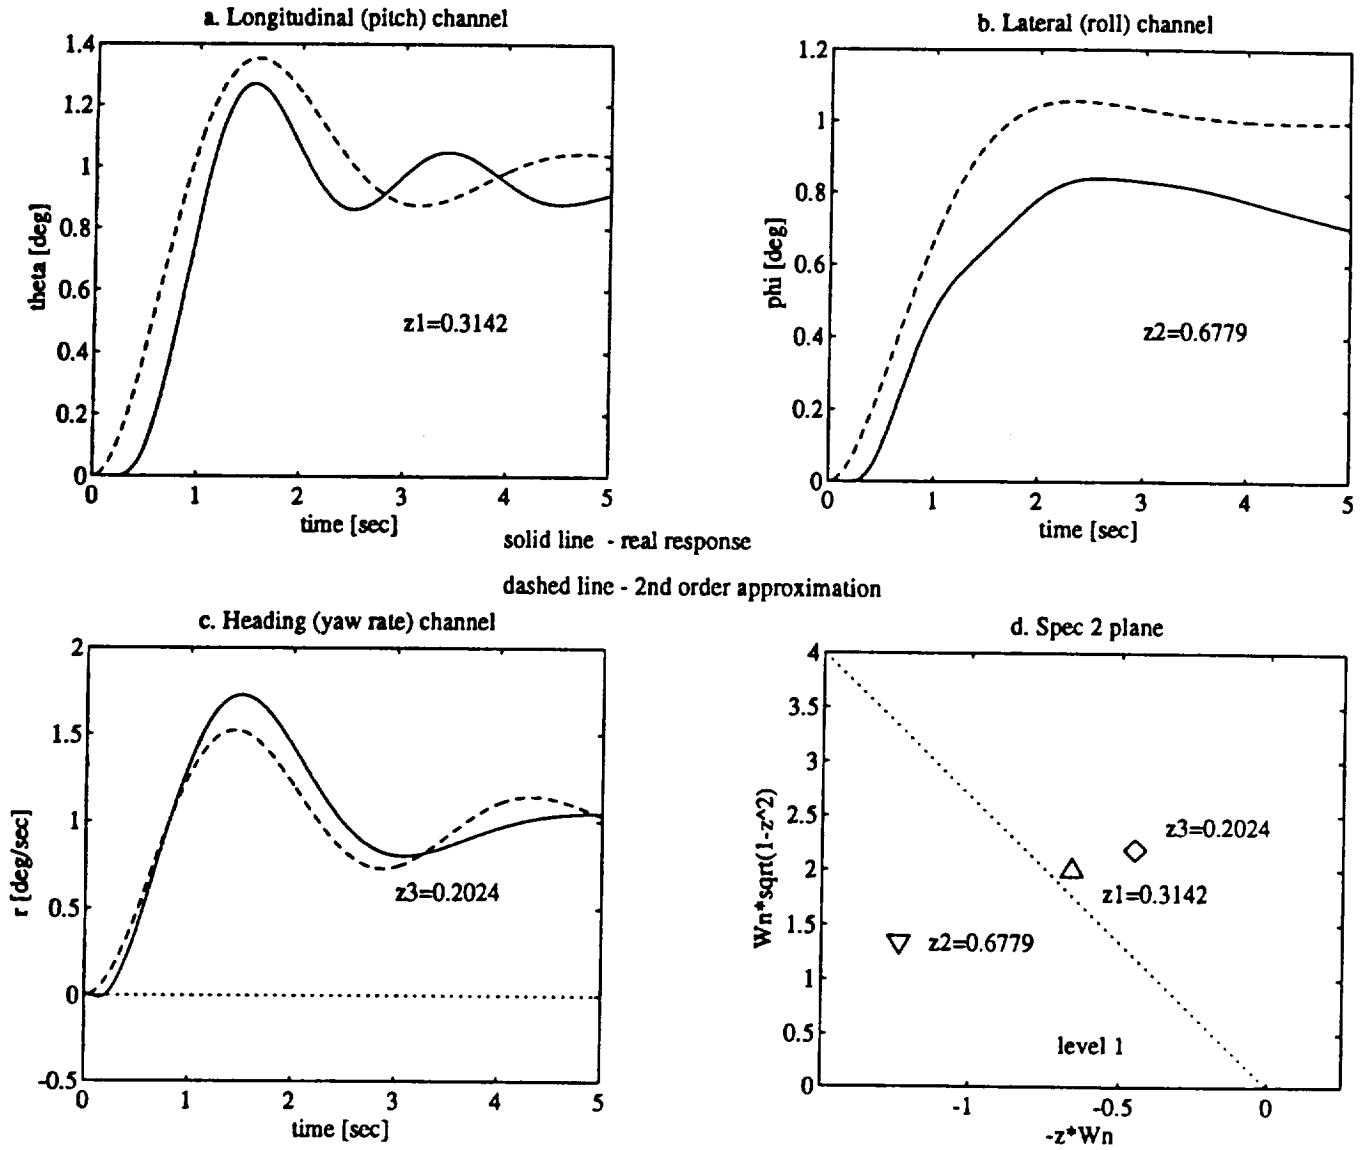 a. Longitudinal (pitch) channel
1.4
1.2
1
0.8
0.6
0.4
0.2
0
theta [deg]
z1=0.3142
0 1 2 3 4 5
time [sec]
b. Lateral (roll) channel
1.2
1
0.8
0.6
0.4
0.2
0
phi [deg]
z2=0.6779
0 1 2 3 4 5
time [sec]
solid line - real response
dashed line - 2nd order approximation
c. Heading (yaw rate) channel
2
1.5
1
0.5
0
-0.5
r [deg/sec]
z3=0.2024
0 1 2 3 4 5
time [sec]
d. Spec 2 plane
4
3.5
3
2.5
2
1.5
1
0.5
0
Wn*sqrt(1-z^2)
z3=0.2024
z1=0.3142
z2=0.6779
level 1
-1 -0.5 0
-z*Wn